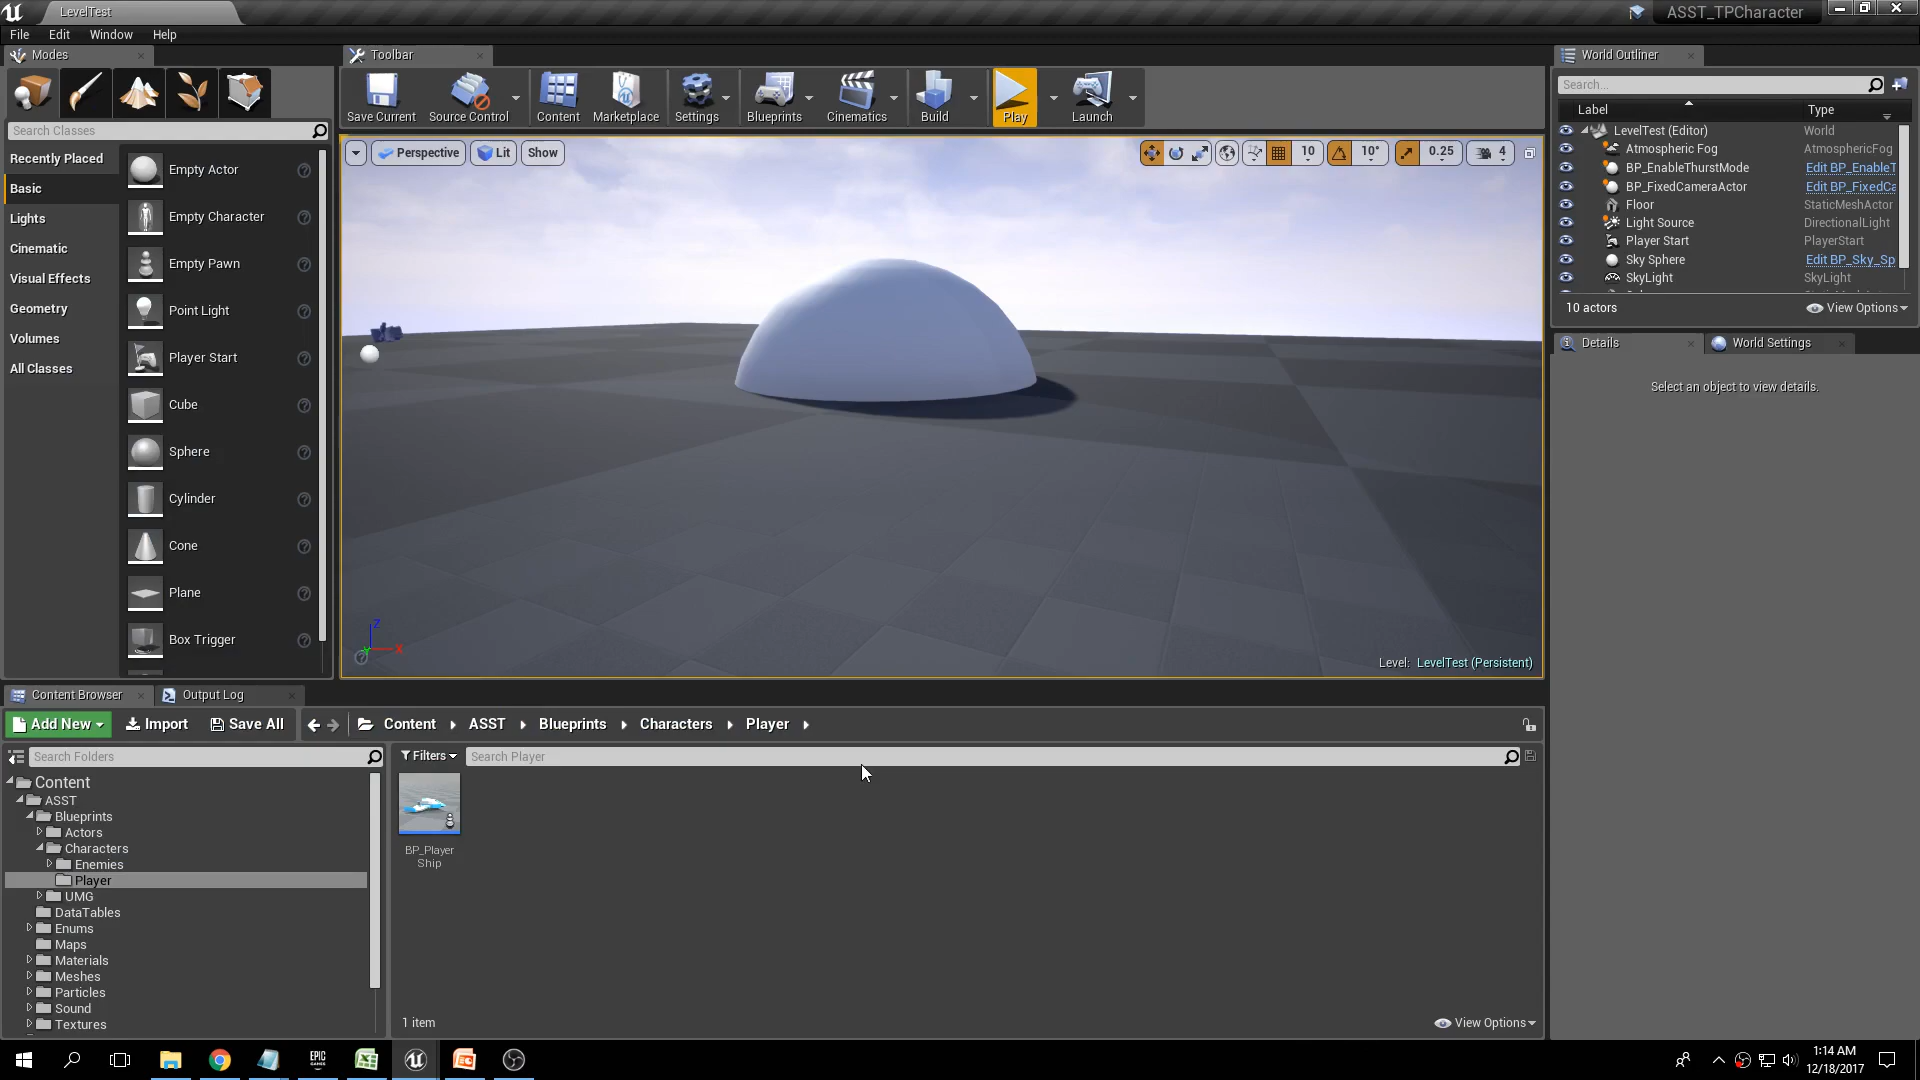 LevelTest
ASST_TPCharacter
File Edit Window Help
Modes
Toolbar
World Outliner
Search Classes
Recently Placed
Basic
Lights
Cinematic
Visual Effects
Geometry
Volumes
All Classes
Empty Actor
Empty Character
Empty Pawn
Point Light
Player Start
Cube
Sphere
Cylinder
Cone
Plane
Box Trigger
Save Current Source Control Content Marketplace Settings Blueprints Cinematics Build Play Launch
Perspective Lit Show
10 10° 0.25 4
Z
X
Level: LevelTest (Persistent)
Search...
Label Type
LevelTest (Editor) World
Atmospheric Fog AtmosphericFog
BP_EnableThurstMode Edit BP_EnableT
BP_FixedCameraActor Edit BP_FixedCa
Floor StaticMeshActor
Light Source DirectionalLight
Player Start PlayerStart
Sky Sphere Edit BP_Sky_Sp
SkyLight SkyLight
10 actors View Options
Details World Settings
Select an object to view details.
Content Browser Output Log
Add New Import Save All Content ASST Blueprints Characters Player
Search Folders
Filters Search Player
Content
ASST
Blueprints
Actors
Characters
Enemies
Player
UMG
DataTables
Enums
Maps
Materials
Meshes
Particles
Sound
Textures
BP_Player
Ship
1 item View Options
EPIC
GAMES
1:14 AM
12/18/2017